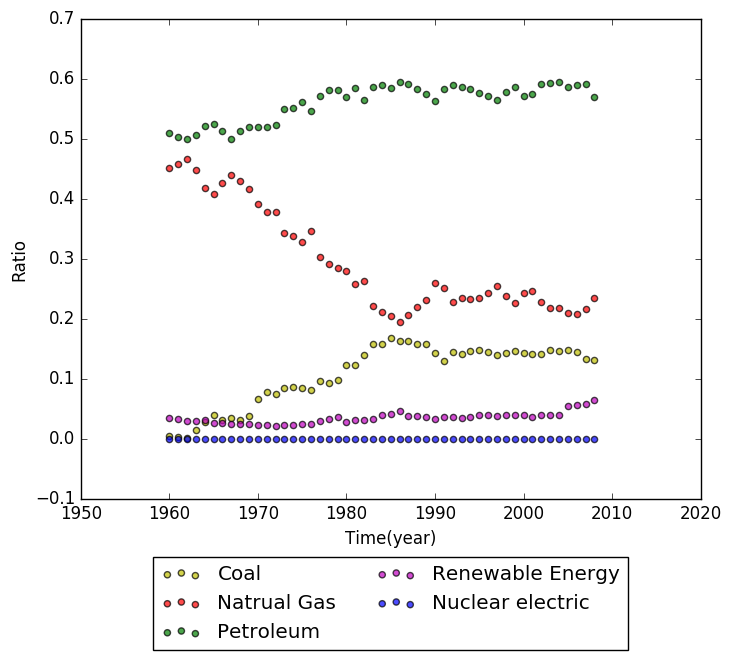 0.7
0.6
0.5
0.4
0.3
0.2
0.1
0.0
−0.1
Ratio
1950 1960 1970 1980 1990 2000 2010 2020
Time(year)
Coal
Natrual Gas
Petroleum
Renewable Energy
Nuclear electric